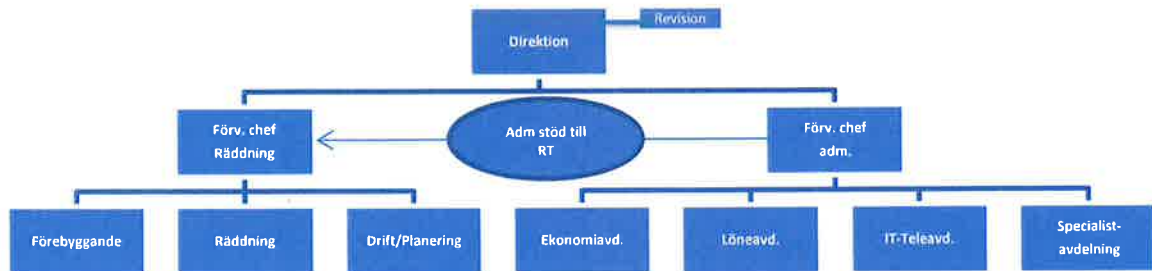 Revision
Direktion
Förv. chef
Räddning
Adm stöd till
RT
Förv. chef
adm.
Förebyggande
Räddning
Drift/Planering
Ekonomiavd.
Löneavd.
IT-Teleavd.
Specialist-
avdelning